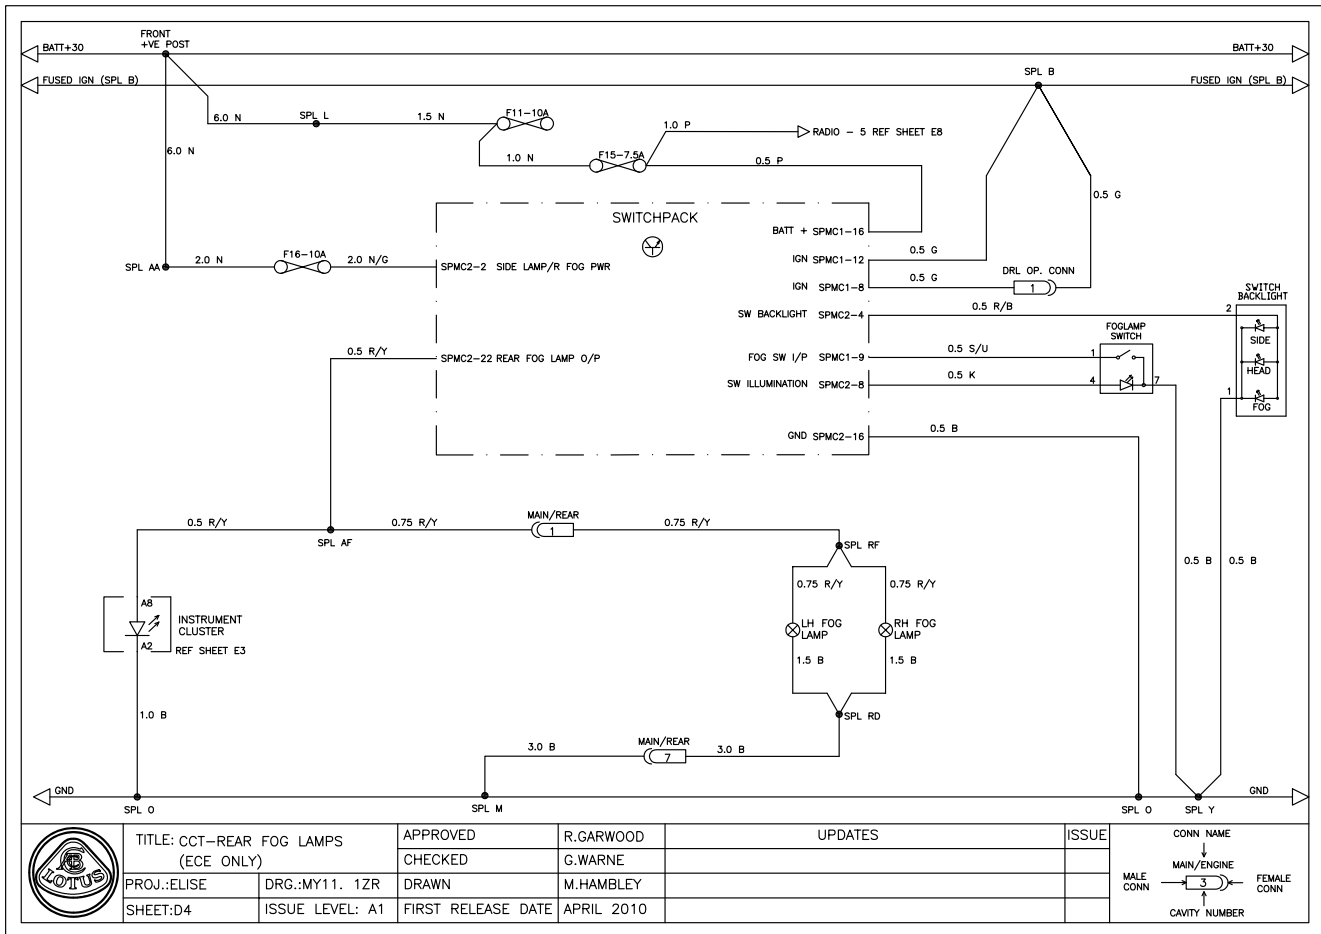 FRONT
+VE POST
BATT+30
BATT+30
FUSED IGN (SPL B)
SPL B
FUSED IGN (SPL B)
6.0 N
SPL L
1.5 N
F11-10A
1.0 P
RADIO - 5 REF SHEET E8
6.0 N
1.0 N
F15-7.5A
0.5 P
0.5 G
SWITCHPACK
BATT + SPMC1-16
SPL AA
2.0 N
F16-10A
2.0 N/G
SPMC2-2 SIDE LAMP/R FOG PWR
IGN SPMC1-12
0.5 G
IGN SPMC1-8
0.5 G
DRL OP. CONN
1
SWITCH
BACKLIGHT
SW BACKLIGHT SPMC2-4
0.5 R/B
2
SIDE
HEAD
FOG
1
FOGLAMP
SWITCH
0.5 R/Y
SPMC2-22 REAR FOG LAMP O/P
FOG SW I/P SPMC1-9
0.5 S/U
1
SW ILLUMINATION SPMC2-8
0.5 K
4
7
GND SPMC2-16
0.5 B
0.5 R/Y
SPL AF
0.75 R/Y
MAIN/REAR
1
0.75 R/Y
SPL RF
0.5 B
0.5 B
0.75 R/Y
0.75 R/Y
A8
INSTRUMENT
CLUSTER
A2
REF SHEET E3
LH FOG
LAMP
RH FOG
LAMP
1.5 B
1.5 B
1.0 B
SPL RD
3.0 B
MAIN/REAR
7
3.0 B
GND
GND
SPL O
SPL M
SPL O
SPL Y
LOTUS
TITLE: CCT-REAR FOG LAMPS
(ECE ONLY)
APPROVED
R.GARWOOD
UPDATES
ISSUE
CHECKED
G.WARNE
PROJ.:ELISE
DRG.:MY11. 1ZR
DRAWN
M.HAMBLEY
SHEET:D4
ISSUE LEVEL: A1
FIRST RELEASE DATE
APRIL 2010
CONN NAME
MAIN/ENGINE
MALE
CONN
3
FEMALE
CONN
CAVITY NUMBER